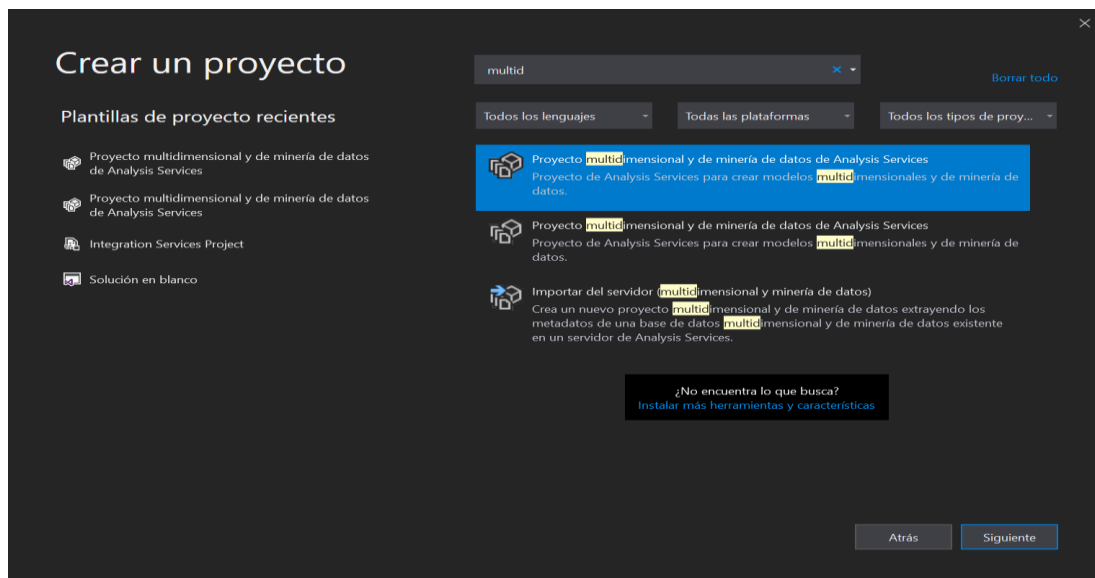 Crear un proyecto
Plantillas de proyecto recientes
Proyecto multidimensional y de minería de datos
de Analysis Services
Proyecto multidimensional y de minería de datos
de Analysis Services
Integration Services Project
Solución en blanco
multid
Borrar todo
Todos los lenguajes
Todas las plataformas
Todos los tipos de proy...
Proyecto multidimensional y de minería de datos de Analysis Services
Proyecto de Analysis Services para crear modelos multidimensionales y de minería de
datos.
Proyecto multidimensional y de minería de datos de Analysis Services
Proyecto de Analysis Services para crear modelos multidimensionales y de minería de
datos.
Importar del servidor (multidimensional y minería de datos)
Crea un nuevo proyecto multidimensional y de minería de datos extrayendo los
metadatos de una base de datos multidimensional y de minería de datos existente
en un servidor de Analysis Services.
¿No encuentra lo que busca?
Instalar más herramientas y características
Atrás
Siguiente